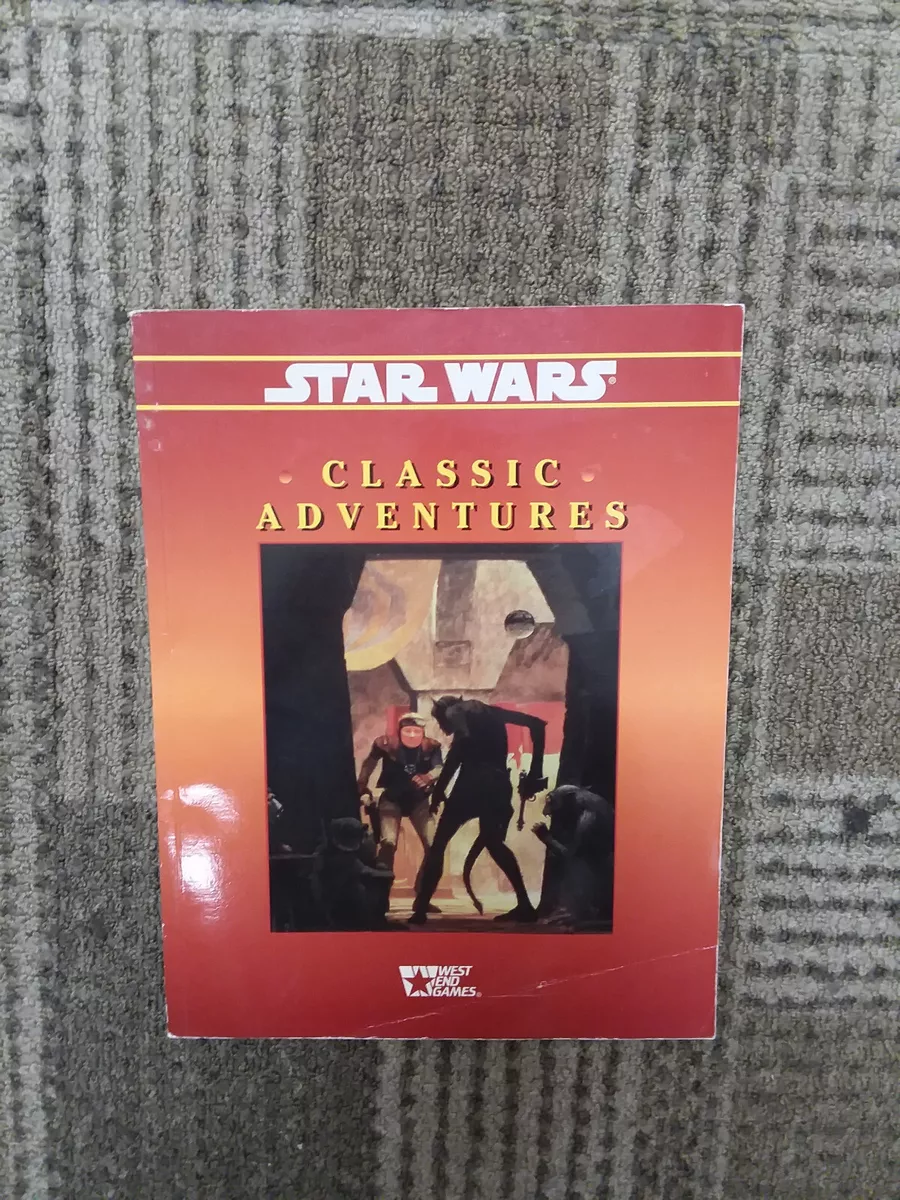 STAR WARS®
• CLASSIC •
ADVENTURES
WEST
END
GAMES®